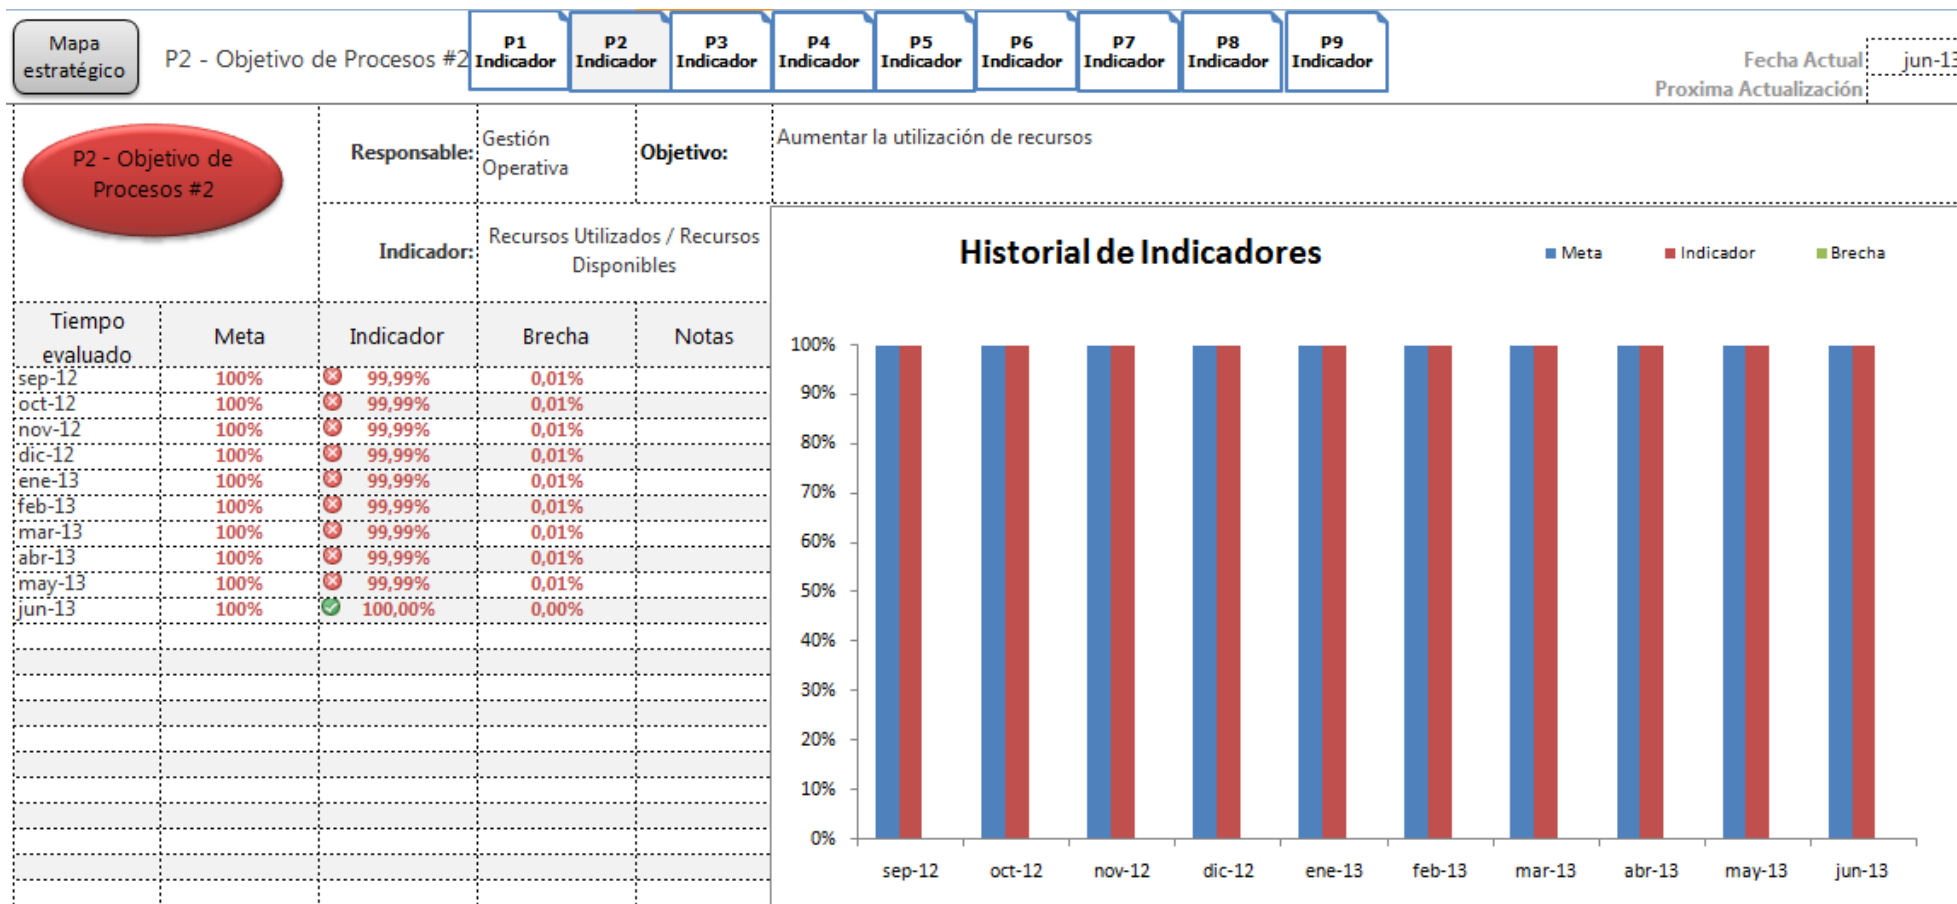 Mapa
estratégico
P2 - Objetivo de Procesos #2
P1
Indicador
P2
Indicador
P3
Indicador
P4
Indicador
P5
Indicador
P6
Indicador
P7
Indicador
P8
Indicador
P9
Indicador
Fecha Actual jun-13
Proxima Actualización
P2 - Objetivo de
Procesos #2
Responsable: Gestión
Operativa
Objetivo: Aumentar la utilización de recursos
Indicador: Recursos Utilizados / Recursos
Disponibles
Tiempo
evaluado Meta Indicador Brecha Notas
sep-12 100% 99,99% 0,01%
oct-12 100% 99,99% 0,01%
nov-12 100% 99,99% 0,01%
dic-12 100% 99,99% 0,01%
ene-13 100% 99,99% 0,01%
feb-13 100% 99,99% 0,01%
mar-13 100% 99,99% 0,01%
abr-13 100% 99,99% 0,01%
may-13 100% 99,99% 0,01%
jun-13 100% 100,00% 0,00%
Historial de Indicadores
Meta Indicador Brecha
100%
90%
80%
70%
60%
50%
40%
30%
20%
10%
0%
sep-12 oct-12 nov-12 dic-12 ene-13 feb-13 mar-13 abr-13 may-13 jun-13